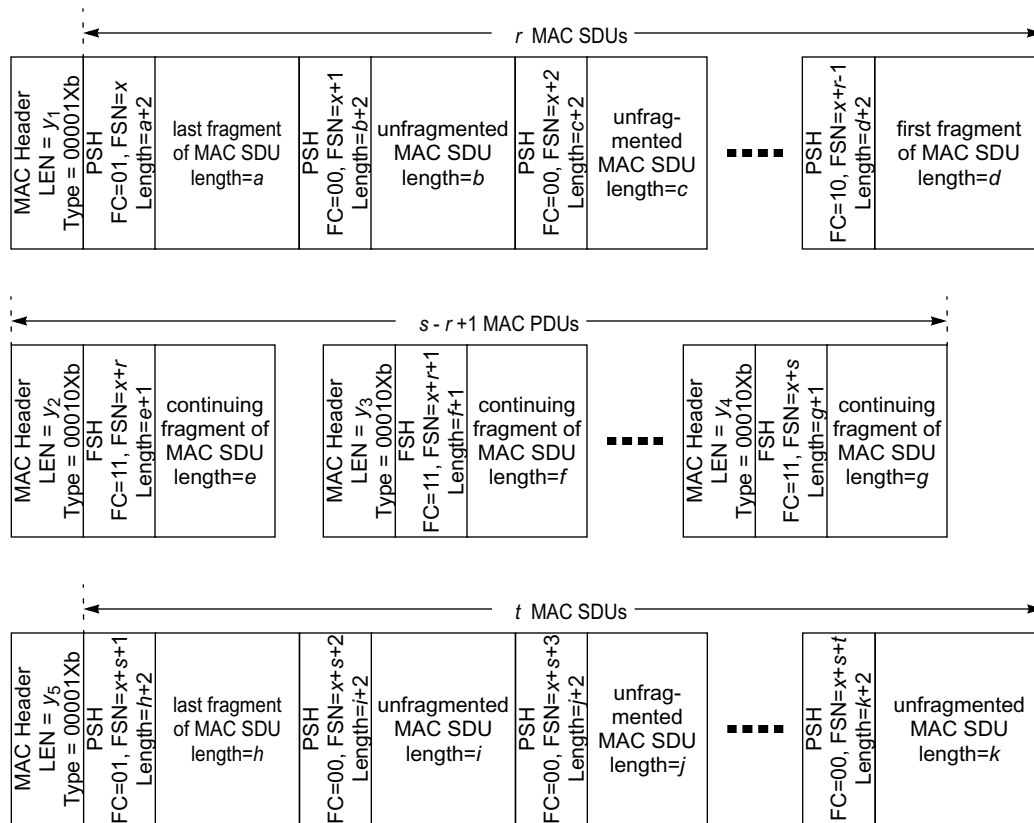 r MAC SDUs
MAC Header
LEN = y1
Type = 00001Xb
PSH
FC=01, FSN=x
Length=a+2
last fragment
of MAC SDU
length=a
PSH
FC=00, FSN=x+1
Length=b+2
unfragmented
MAC SDU
length=b
PSH
FC=00, FSN=x+2
Length=c+2
unfrag-
mented
MAC SDU
length=c
PSH
FC=10, FSN=x+r-1
Length=d+2
first fragment
of MAC SDU
length=d
s - r +1 MAC PDUs
MAC Header
LEN = y2
Type = 00010Xb
FSH
FC=11, FSN=x+r
Length=e+1
continuing
fragment of
MAC SDU
length=e
MAC Header
LEN = y3
Type = 00010Xb
FSH
FC=11, FSN=x+r+1
Length=f+1
continuing
fragment of
MAC SDU
length=f
MAC Header
LEN = y4
Type = 00010Xb
FSH
FC=11, FSN=x+s
Length=g+1
continuing
fragment of
MAC SDU
length=g
t MAC SDUs
MAC Header
LEN = y5
Type = 00001Xb
PSH
FC=01, FSN=x+s+1
Length=h+2
last fragment
of MAC SDU
length=h
PSH
FC=00, FSN=x+s+2
Length=i+2
unfragmented
MAC SDU
length=i
PSH
FC=00, FSN=x+s+3
Length=j+2
unfrag-
mented
MAC SDU
length=j
PSH
FC=00, FSN=x+s+t
Length=k+2
unfragmented
MAC SDU
length=k